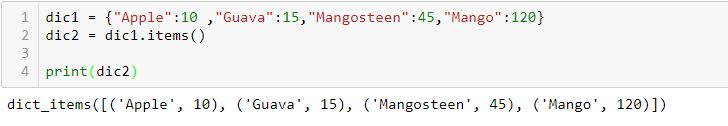 1 dic1 = {"Apple":10 ,"Guava":15,"Mangosteen":45,"Mango":120}
2 dic2 = dic1.items()
3
4 print(dic2)
dict_items([('Apple', 10), ('Guava', 15), ('Mangosteen', 45), ('Mango', 120)])